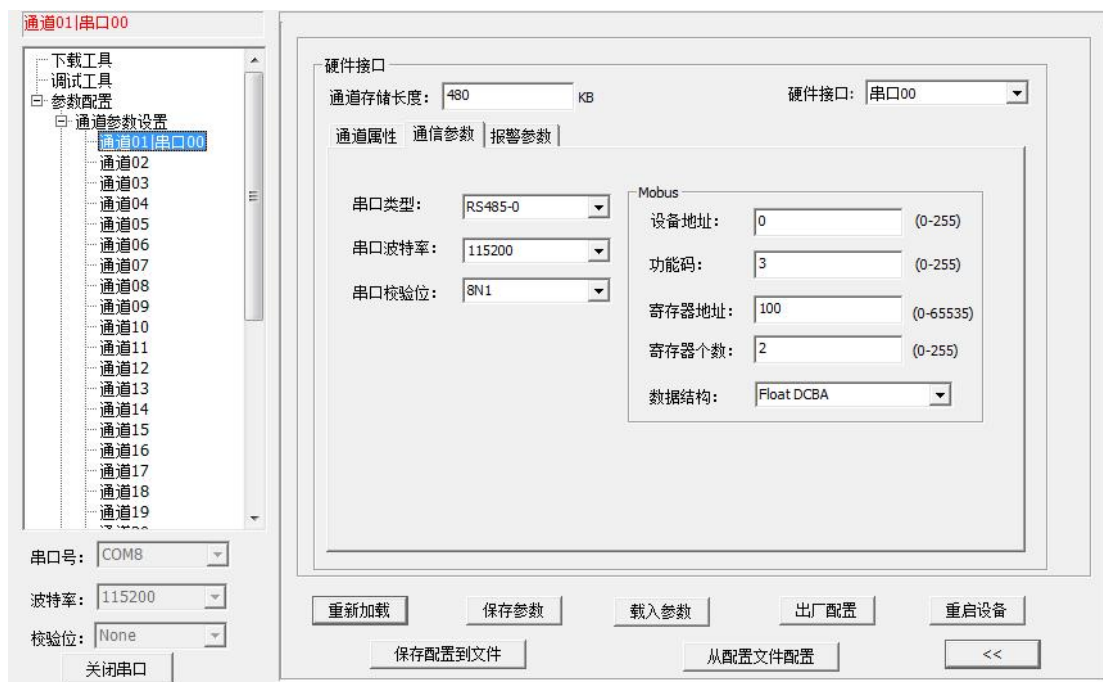 通道01|串口00
下载工具
调试工具
参数配置
通道参数设置
通道01|串口00
通道02
通道03
通道04
通道05
通道06
通道07
通道08
通道09
通道10
通道11
通道12
通道13
通道14
通道15
通道16
通道17
通道18
通道19
串口号： COM8
波特率： 115200
校验位： None
关闭串口
硬件接口
通道存储长度： 480 KB 硬件接口： 串口00
通道属性 通信参数 报警参数
串口类型： RS485-0
串口波特率： 115200
串口校验位： 8N1
Mobus
设备地址： 0 (0-255)
功能码： 3 (0-255)
寄存器地址： 100 (0-65535)
寄存器个数： 2 (0-255)
数据结构： Float DCBA
重新加载 保存参数 载入参数 出厂配置 重启设备
保存配置到文件 从配置文件配置 <<